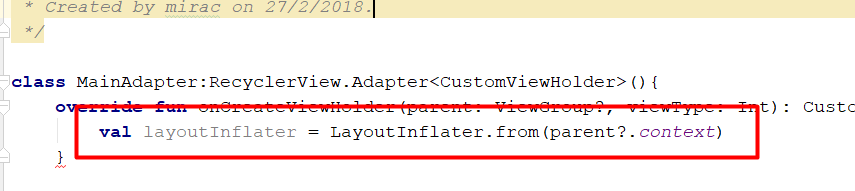 * Created by mirac on 27/2/2018.
*/
class MainAdapter:RecyclerView.Adapter<CustomViewHolder>(){
override fun onCreateViewHolder(parent: ViewGroup?, viewType: Int): Custo
val layoutInflater = LayoutInflater.from(parent?.context)
}